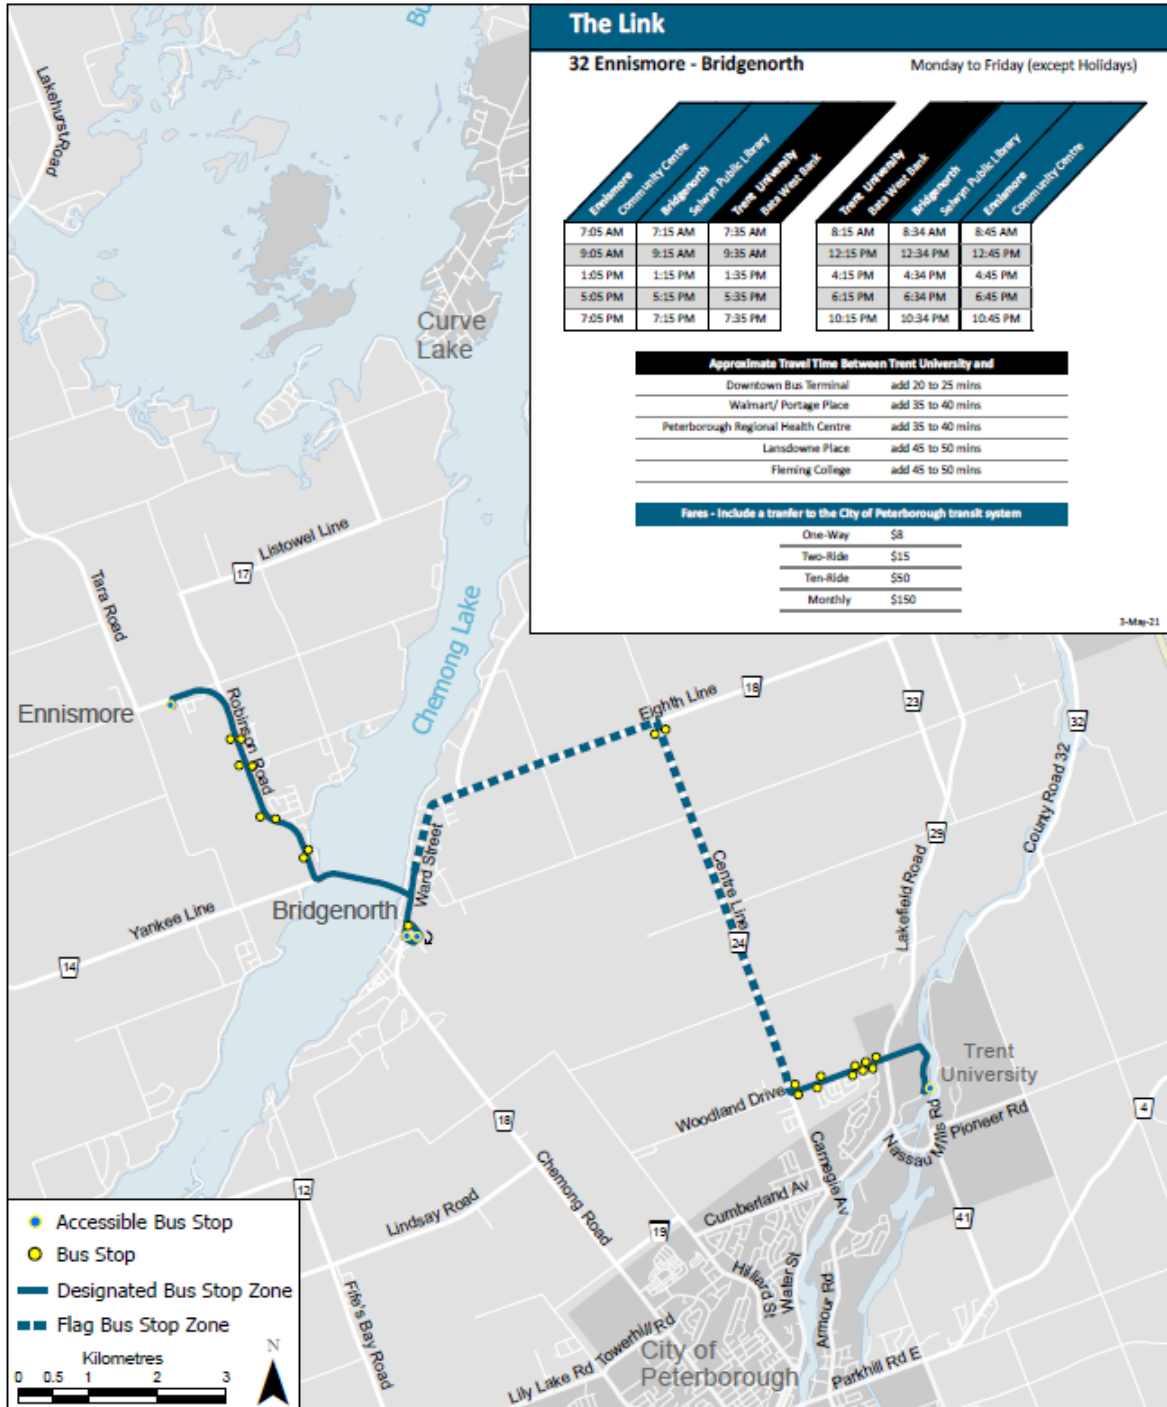 The Link
32 Ennismore - Bridgenorth
Monday to Friday (except Holidays)
Ennismore
Community Centre
Bridgenorth
Selwyn Public Library
Trent University
Bata West Bank
Trent University
Bata West Bank
Bridgenorth
Selwyn Public Library
Ennismore
Community Centre
7:05 AM 7:15 AM 7:35 AM 8:15 AM 8:34 AM 8:45 AM
9:05 AM 9:15 AM 9:35 AM 12:15 PM 12:34 PM 12:45 PM
1:05 PM 1:15 PM 1:35 PM 4:15 PM 4:34 PM 4:45 PM
5:05 PM 5:15 PM 5:35 PM 6:15 PM 6:34 PM 6:45 PM
7:05 PM 7:15 PM 7:35 PM 10:15 PM 10:34 PM 10:45 PM
Approximate Travel Time Between Trent University and
Downtown Bus Terminal add 20 to 25 mins
Walmart/ Portage Place add 35 to 40 mins
Peterborough Regional Health Centre add 35 to 40 mins
Lansdowne Place add 45 to 50 mins
Fleming College add 45 to 50 mins
Fares - Include a tranfer to the City of Peterborough transit system
One-Way $8
Two-Ride $15
Ten-Ride $50
Monthly $150
3-May-21
Bu
Lakehurst Road
Curve
Lake
Listowel Line
17
Tara Road
Chemong Lake
Ennismore
Robinson Road
Eighth Line
18
23
32
County Road 32
29
Lakefield Road
Ward Street
Centre Line
24
Bridgenorth
Yankee Line
14
Trent
University
Woodland Drive
Nassau Mills Rd
Pioneer Rd
4
18
Chemong Road
Carnegie Av
Cumberland Av
12
Lindsay Road
19
41
Hilliard St
Water St
Armour Rd
Fife's Bay Road
Lily Lake Rd
Towerhill Rd
City of
Peterborough
Parkhill Rd E
Accessible Bus Stop
Bus Stop
Designated Bus Stop Zone
Flag Bus Stop Zone
Kilometres
0 0.5 1 2 3
N